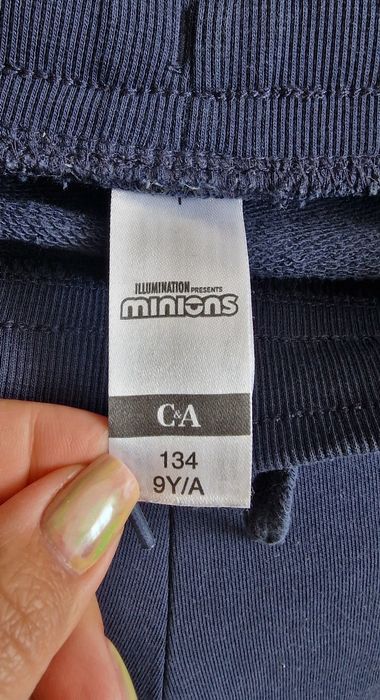 ILLUMINATION PRESENTS
minions
C&A
134
9Y/A